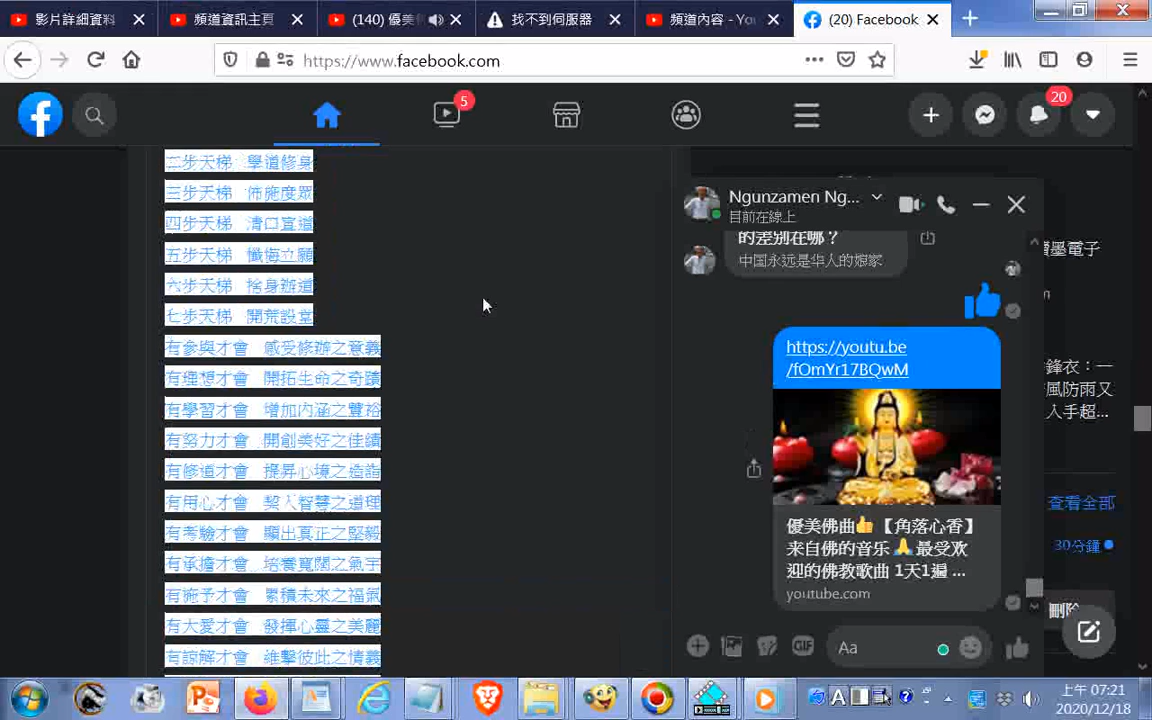 影片詳細資料
頻道資訊主頁
(140) 優美
找不到伺服器
頻道內容 - You
(20) Facebook
https://www.facebook.com
5
20
二步天梯 學道修身
三步天梯 佈施度眾
四步天梯 清口宣道
五步天梯 懺悔立願
六步天梯 捨身辦道
七步天梯 開荒設堂
有參與才會 感受修辦之意義
有理想才會 開拓生命之奇蹟
有學習才會 增加內涵之豐裕
有努力才會 開創美好之佳績
有修道才會 提昇心境之造詣
有用心才會 契入智慧之道理
有考驗才會 顯出真正之堅毅
有承擔才會 培養寬闊之氣宇
有施予才會 累積未來之福氣
有大愛才會 發揮心靈之美麗
有諒解才會 維繫彼此之情義
Ngunzamen Ng...
目前在線上
的差别在哪？
中国永远是华人的娘家
https://youtu.be
/fOmYr17BQwM
優美佛曲👍【角落心香】
来自佛的音乐🙏最受欢
迎的佛教歌曲 1天1遍 ...
youtube.com
GIF
Aa
墨電子
鋒衣：一
風防雨又
入手超...
查看全部
30分鐘
刪除
上午 07:21
2020/12/18